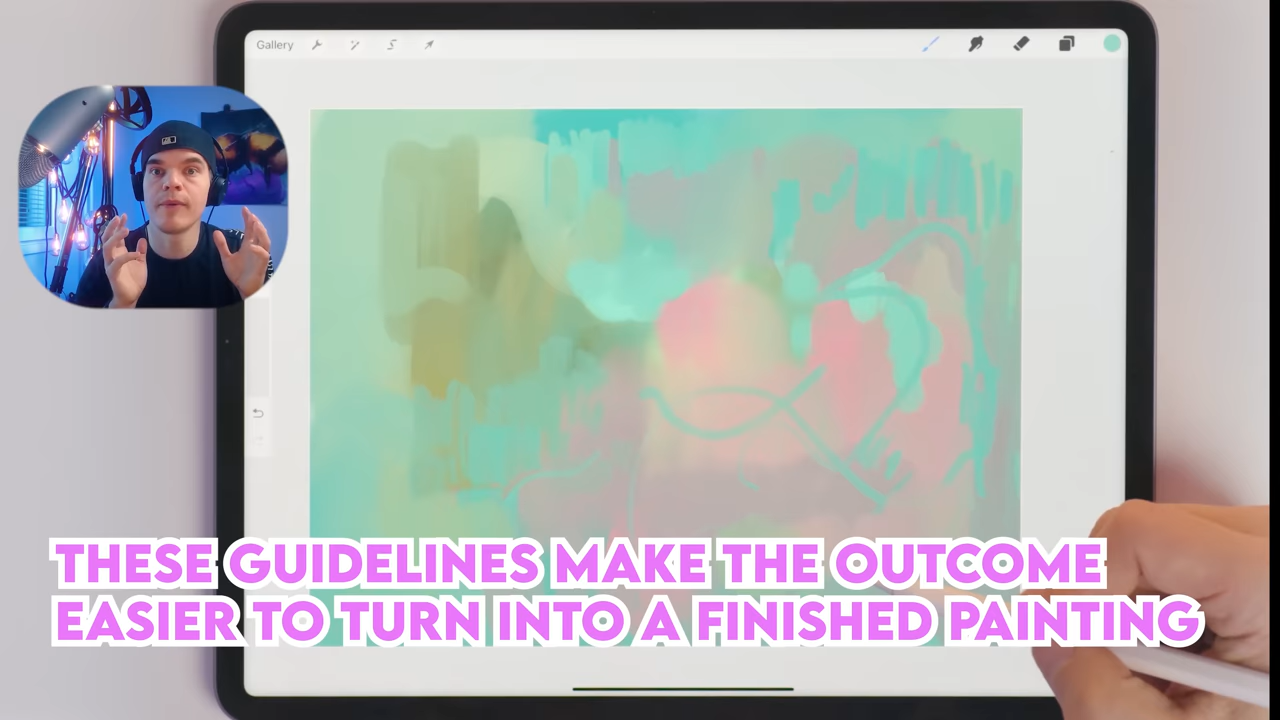 Gallery
THESE GUIDELINES MAKE THE OUTCOME
EASIER TO TURN INTO A FINISHED PAINTING